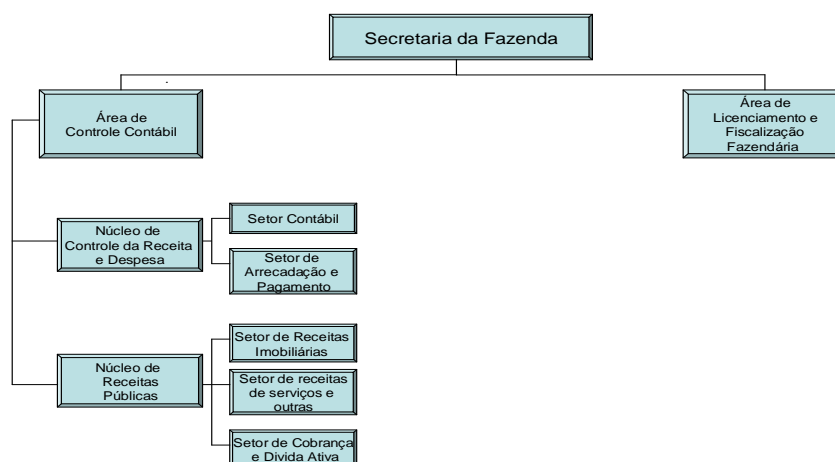 Secretaria da Fazenda
Área de
Controle Contábil
Área de
Licenciamento e
Fiscalização
Fazendária
Núcleo de
Controle da Receita
e Despesa
Setor Contábil
Setor de
Arrecadação e
Pagamento
Núcleo de
Receitas
Públicas
Setor de Receitas
Imobiliárias
Setor de receitas
de serviços e
outras
Setor de Cobrança
e Divida Ativa